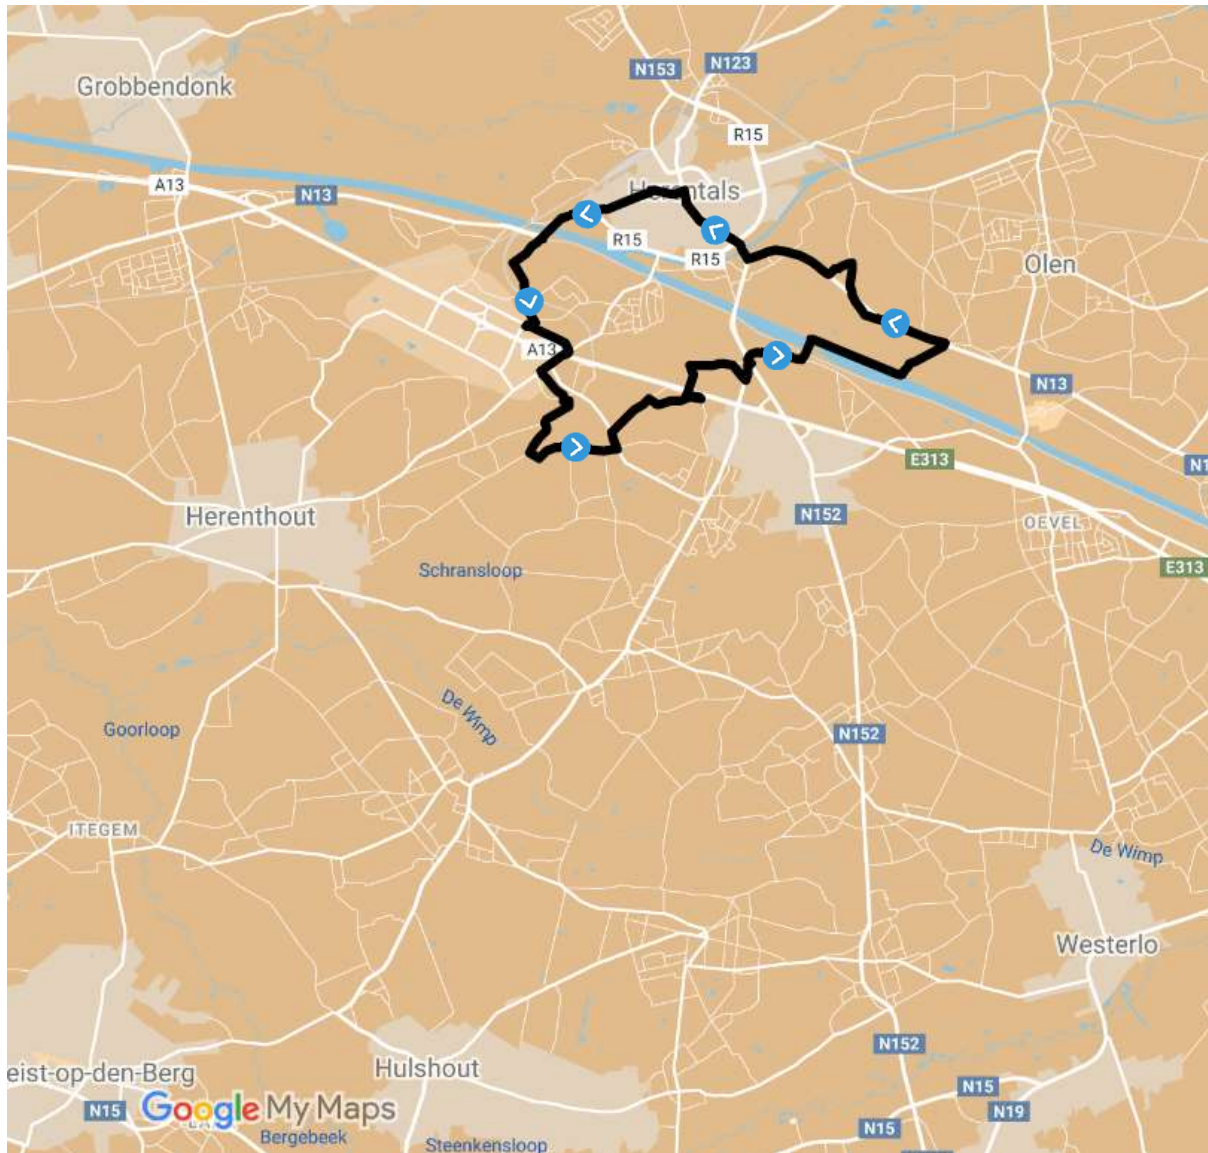 N123
N153
Grobbendonk
R15
A13
N13
Herentals
R15
R15
Olen
A13
N13
E313
N1
Herenthout
N152
OEVEL
E313
Schransloop
De Wimp
Goorloop
N152
ITEGEM
De Wimp
Westerlo
N152
Hulshout
eist-op-den-Berg
N15
N15
Google My Maps
N19
N15
Bergebeek
Steenkensloop